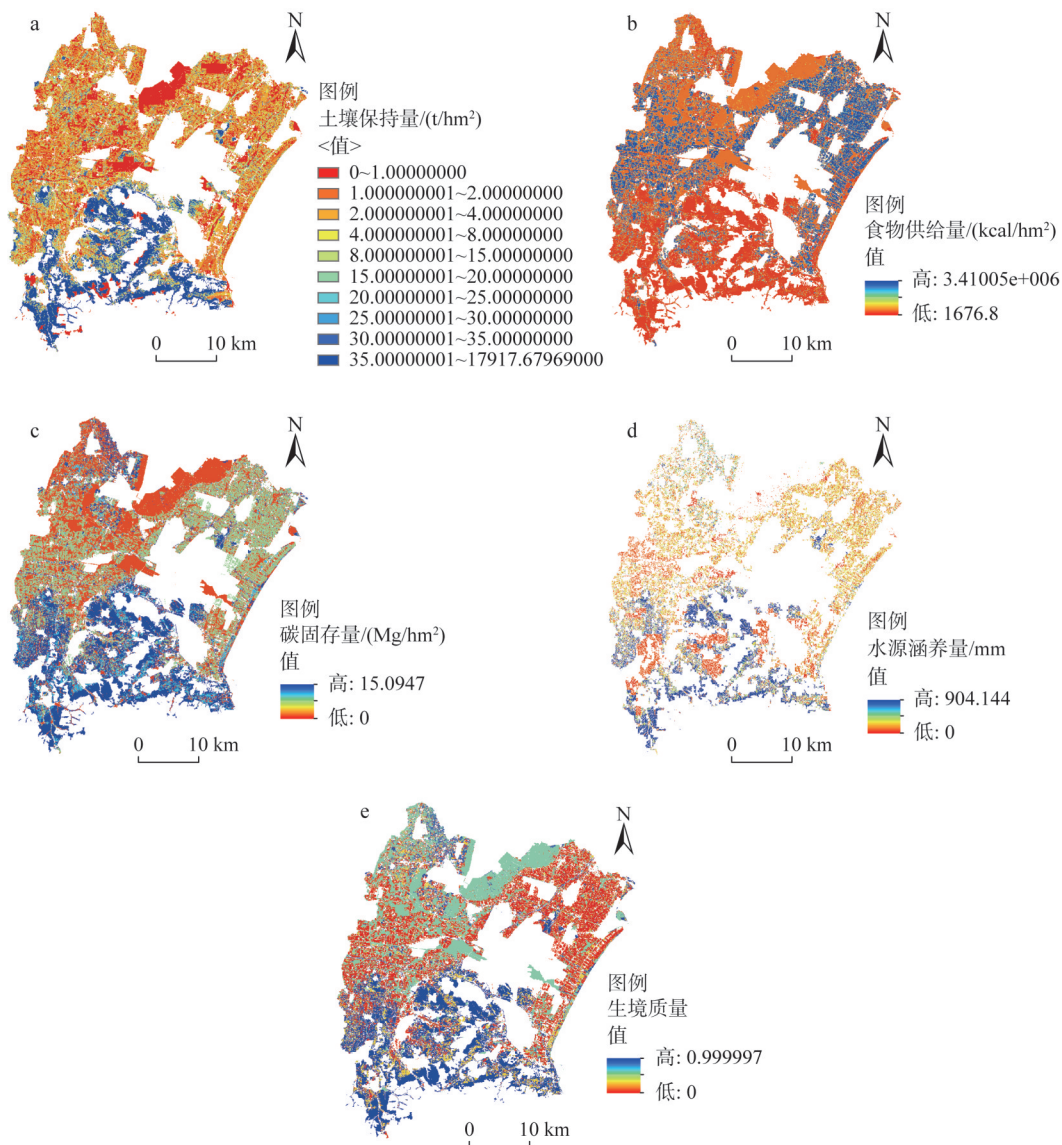 a
N
图例
土壤保持量/(t/hm²)
<值>
0~1.00000000
1.000000001~2.00000000
2.000000001~4.00000000
4.00000001~8.00000000
8.00000001~15.00000000
15.00000001~20.00000000
20.00000001~25.00000000
25.00000001~30.00000000
30.00000001~35.00000000
35.00000001~17917.67969000
0 10 km
b
N
图例
食物供给量/(kcal/hm²)
值
高: 3.41005e+006
低: 1676.8
0 10 km
c
N
图例
碳固存量/(Mg/hm²)
值
高: 15.0947
低: 0
0 10 km
d
N
图例
水源涵养量/mm
值
高: 904.144
低: 0
0 10 km
e
N
图例
生境质量
值
高: 0.999997
低: 0
0 10 km